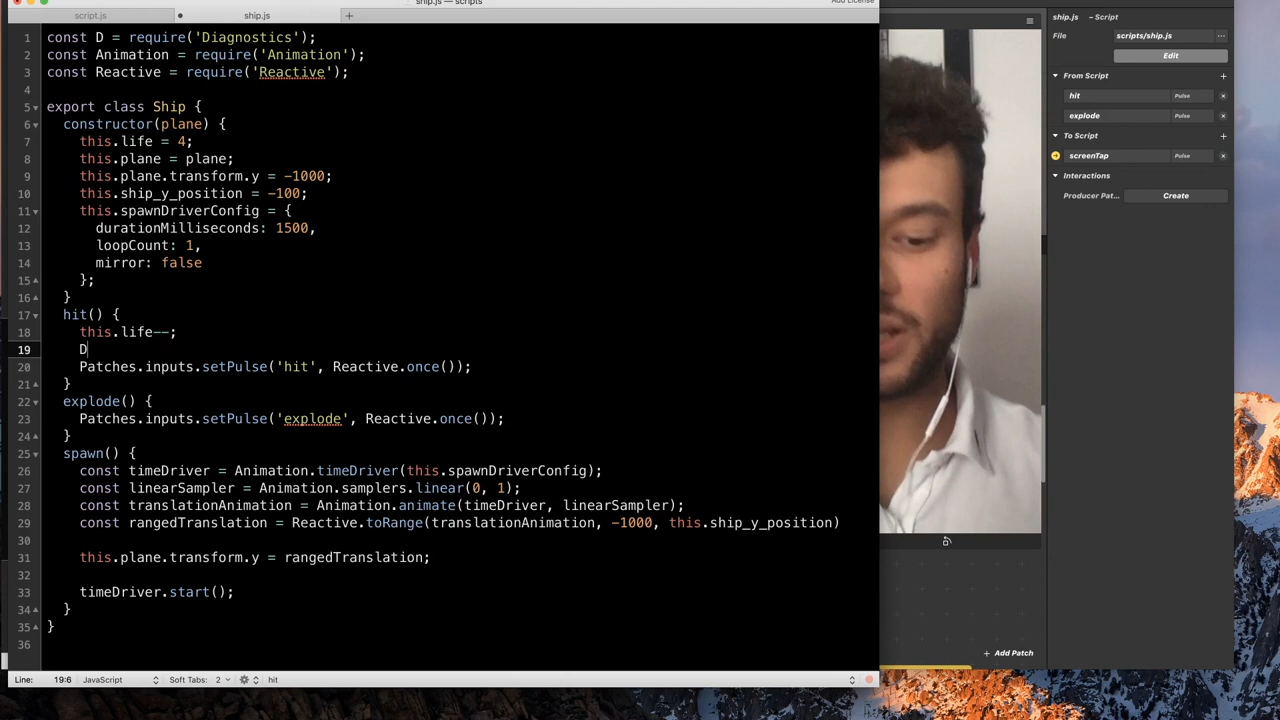 ship.js — scripts
Add License
script.js
ship.js
+
1 const D = require('Diagnostics');
2 const Animation = require('Animation');
3 const Reactive = require('Reactive');
4
5 export class Ship {
6 constructor(plane) {
7 this.life = 4;
8 this.plane = plane;
9 this.plane.transform.y = -1000;
10 this.ship_y_position = -100;
11 this.spawnDriverConfig = {
12 durationMilliseconds: 1500,
13 loopCount: 1,
14 mirror: false
15 };
16 }
17 hit() {
18 this.life--;
19 D
20 Patches.inputs.setPulse('hit', Reactive.once());
21 }
22 explode() {
23 Patches.inputs.setPulse('explode', Reactive.once());
24 }
25 spawn() {
26 const timeDriver = Animation.timeDriver(this.spawnDriverConfig);
27 const linearSampler = Animation.samplers.linear(0, 1);
28 const translationAnimation = Animation.animate(timeDriver, linearSampler);
29 const rangedTranslation = Reactive.toRange(translationAnimation, -1000, this.ship_y_position)
30
31 this.plane.transform.y = rangedTranslation;
32
33 timeDriver.start();
34 }
35 }
36
Line: 19:6 JavaScript Soft Tabs: 2 hit
+ Add Patch
ship.js – Script
File scripts/ship.js ...
Edit
From Script +
hit Pulse x
explode Pulse x
To Script +
screenTap Pulse x
Interactions
Producer Pat... Create